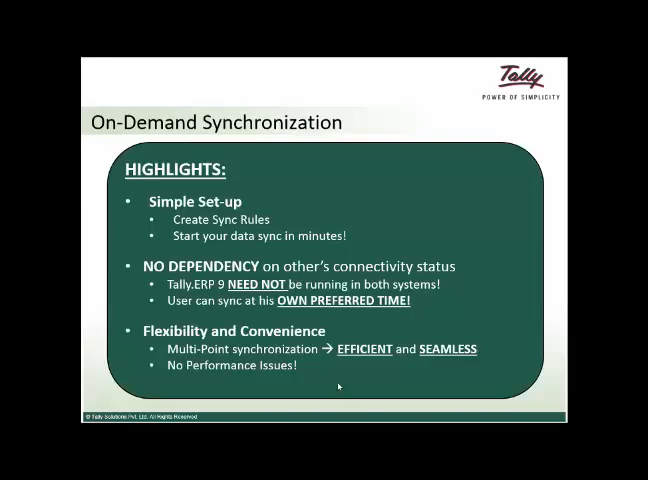 Tally
POWER OF SIMPLICITY
On-Demand Synchronization
HIGHLIGHTS:
• Simple Set-up
• Create Sync Rules
• Start your data sync in minutes!
• NO DEPENDENCY on other's connectivity status
• Tally.ERP 9 NEED NOT be running in both systems!
• User can sync at his OWN PREFERRED TIME!
• Flexibility and Convenience
• Multi-Point synchronization → EFFICIENT and SEAMLESS
• No Performance Issues!
© Tally Solutions Pvt. Ltd. All Rights Reserved